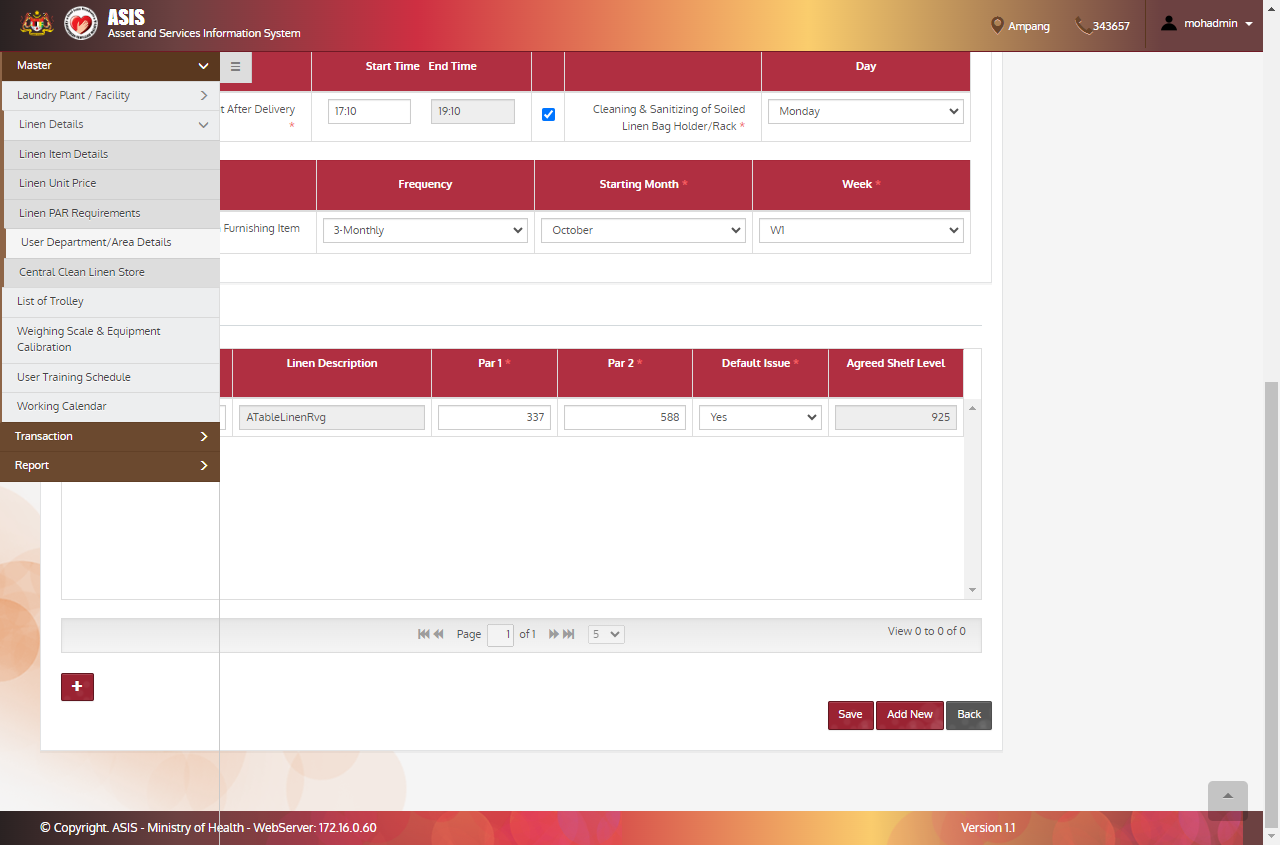 ASIS
Asset and Services Information System
Ampang
343657
mohadmin
Master
Laundry Plant / Facility
Linen Details
Linen Item Details
Linen Unit Price
Linen PAR Requirements
User Department/Area Details
Central Clean Linen Store
List of Trolley
Weighing Scale & Equipment
Calibration
User Training Schedule
Working Calendar
Transaction
Report
Start Time End Time
Day
t After Delivery
*
17:10
19:10
Cleaning & Sanitizing of Soiled
Linen Bag Holder/Rack *
Monday
Frequency
Starting Month *
Week *
Furnishing Item
3-Monthly
October
W1
Linen Description
Par 1 *
Par 2 *
Default Issue *
Agreed Shelf Level
ATableLinenRvg
337
588
Yes
925
Page 1 of 1
5
View 0 to 0 of 0
+
Save
Add New
Back
© Copyright. ASIS - Ministry of Health - WebServer: 172.16.0.60
Version 1.1